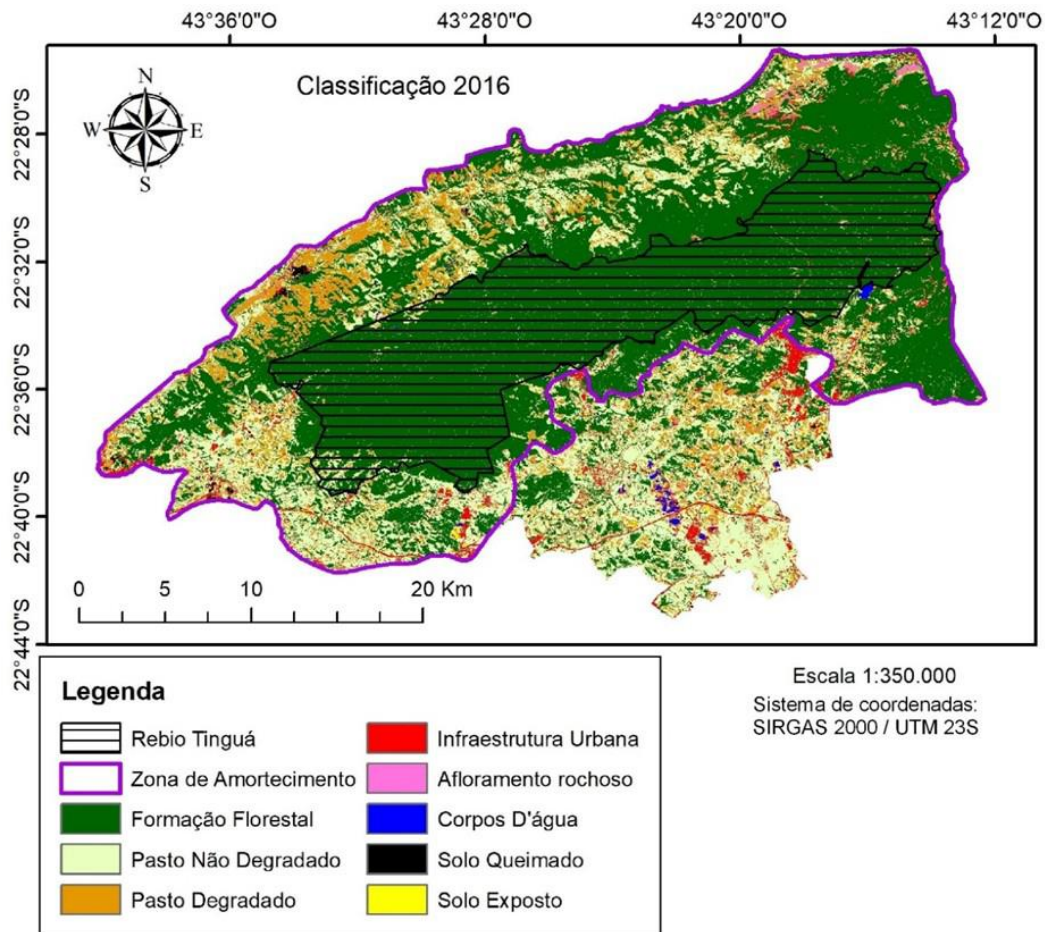 43°36'0"O 43°28'0"O 43°20'0"O 43°12'0"O
Classificação 2016
N
W E
S
22°28'0"S
22°32'0"S
22°36'0"S
22°40'0"S
22°44'0"S
0 5 10 20 Km
Legenda
Rebio Tinguá
Zona de Amortecimento
Formação Florestal
Pasto Não Degradado
Pasto Degradado
Infraestrutura Urbana
Afloramento rochoso
Corpos D'água
Solo Queimado
Solo Exposto
Escala 1:350.000
Sistema de coordenadas:
SIRGAS 2000 / UTM 23S